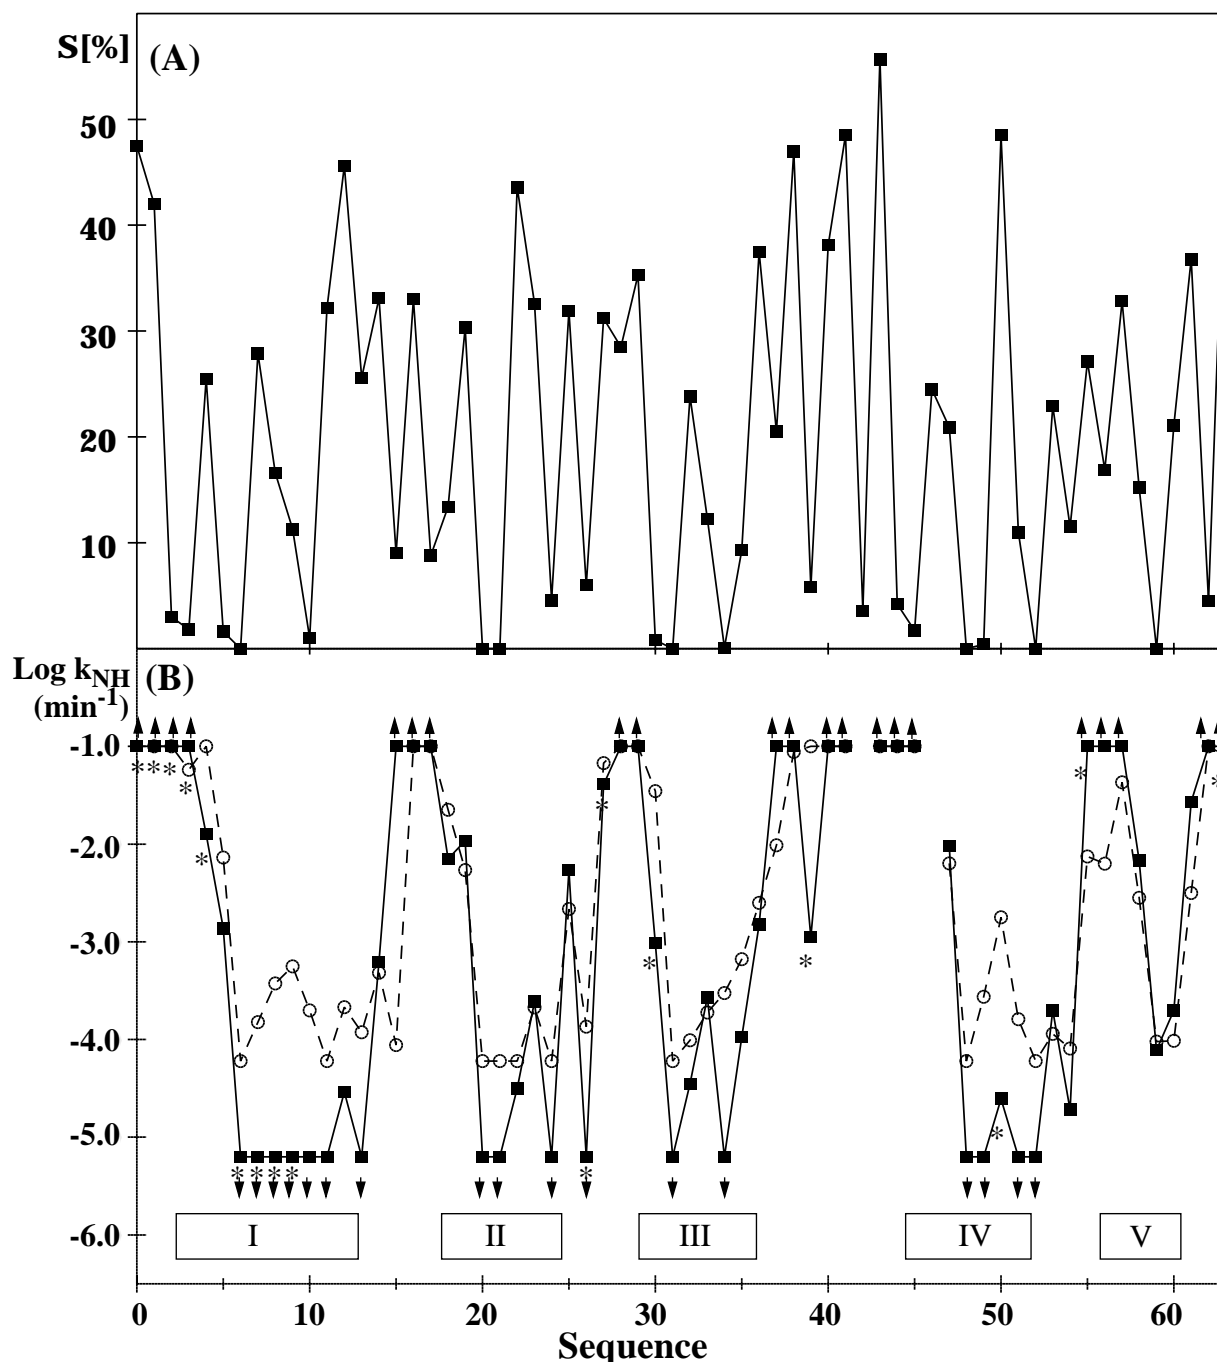 S[%]
(A)
50
40
30
20
10
Log kNH
(min-1)
(B)
-1.0
-2.0
-3.0
-4.0
-5.0
-6.0
* * * * * * * * * * * * * * * *
I II III IV V
0 10 20 30 40 50 60
Sequence